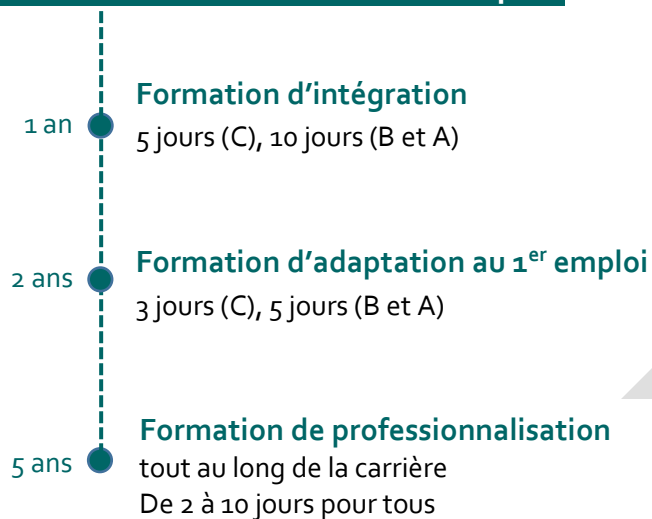 1 an
Formation d’intégration
5 jours (C), 10 jours (B et A)
2 ans
Formation d’adaptation au 1er emploi
3 jours (C), 5 jours (B et A)
5 ans
Formation de professionnalisation
tout au long de la carrière
De 2 à 10 jours pour tous